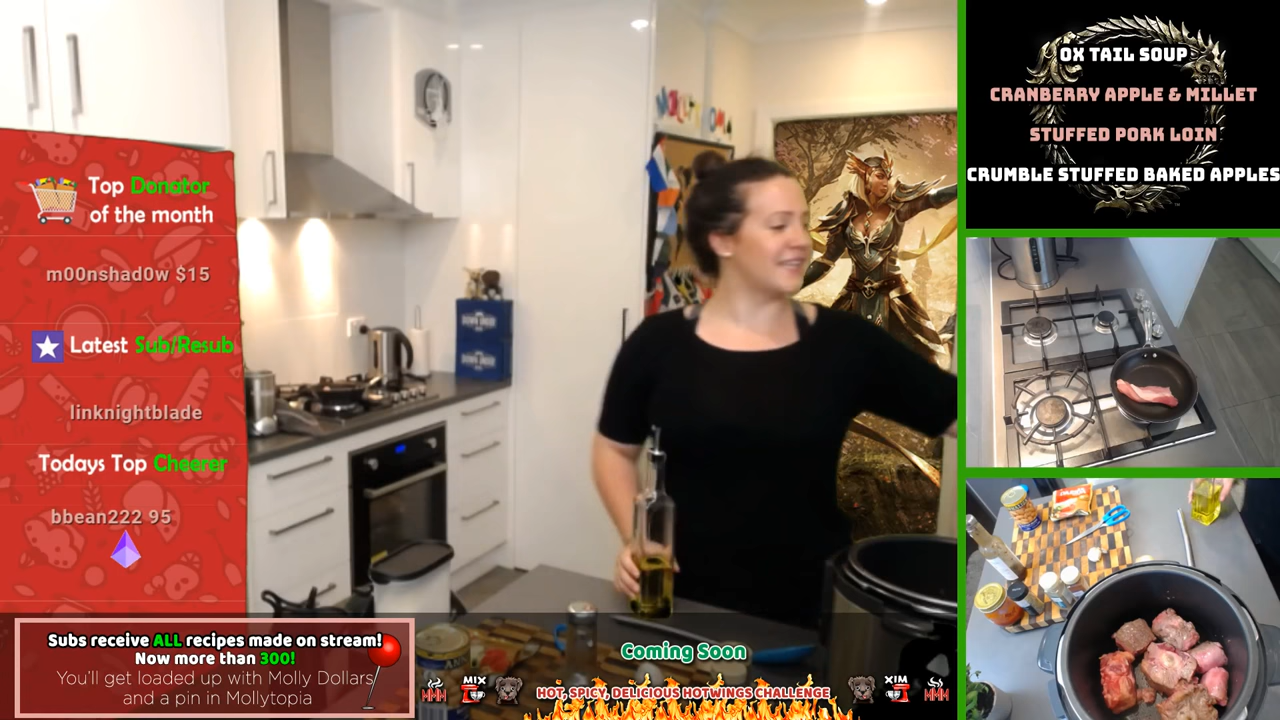 Top Donator
of the month
m00nshad0w $15
Latest Sub/Resub
linknightblade
Todays Top Cheerer
bbean222 95
Subs receive ALL recipes made on stream!
Now more than 300!
You'll get loaded up with Molly Dollars
and a pin in Mollytopia
Coming Soon
MIX
HOT, SPICY, DELICIOUS HOTWINGS CHALLENGE
XIM
OX TAIL SOUP
CRANBERRY APPLE & MILLET
STUFFED PORK LOIN
CRUMBLE STUFFED BAKED APPLES